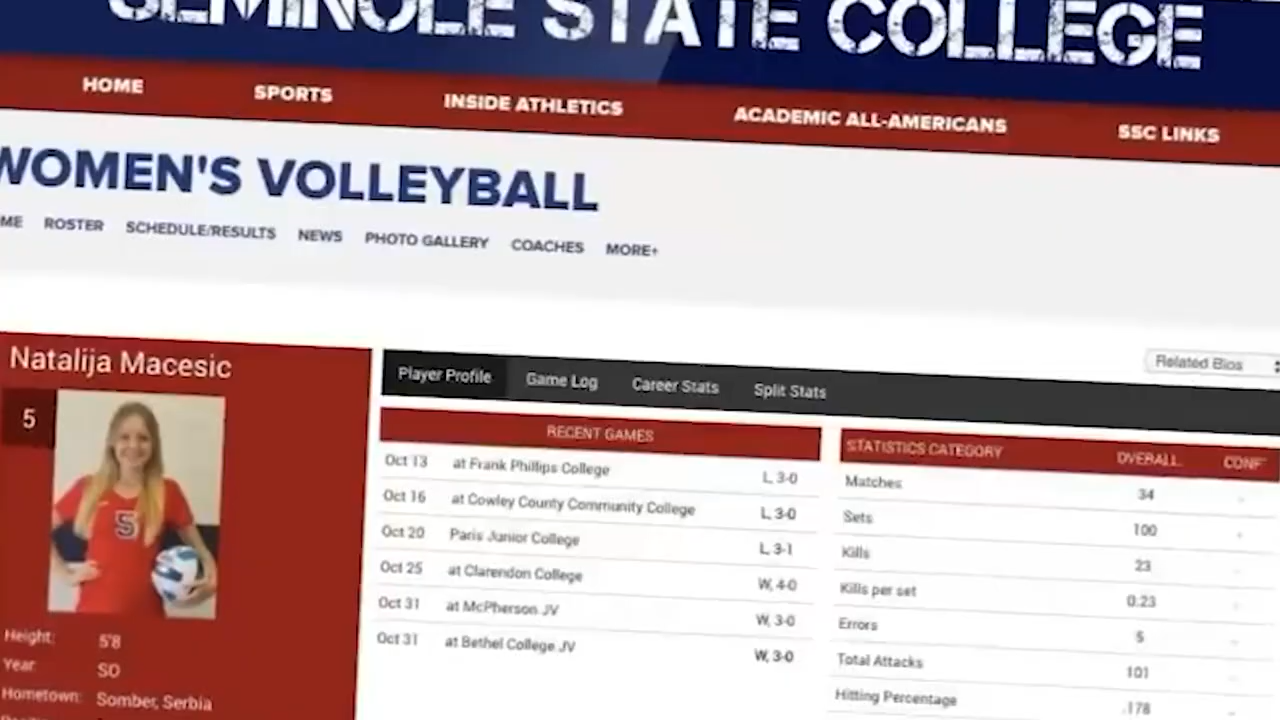 SEMINOLE STATE COLLEGE
HOME SPORTS INSIDE ATHLETICS ACADEMIC ALL-AMERICANS SSC LINKS
WOMEN'S VOLLEYBALL
ME ROSTER SCHEDULE/RESULTS NEWS PHOTO GALLERY COACHES MORE+
Related Bios
Natalija Macesic
5
5
Height: 5'8
Year: SO
Hometown: Somber, Serbia
Player Profile Game Log Career Stats Split Stats
RECENT GAMES
Oct 13 at Frank Phillips College L, 3-0
Oct 16 at Cowley County Community College L, 3-0
Oct 20 Paris Junior College L, 3-1
Oct 25 at Clarendon College W, 4-0
Oct 31 at McPherson JV W, 3-0
Oct 31 at Bethel College JV W, 3-0
STATISTICS CATEGORY OVERALL CONF
Matches 34 -
Sets 100 -
Kills 23 -
Kills per set 0.23 -
Errors 5 -
Total Attacks 101 -
Hitting Percentage .178 -